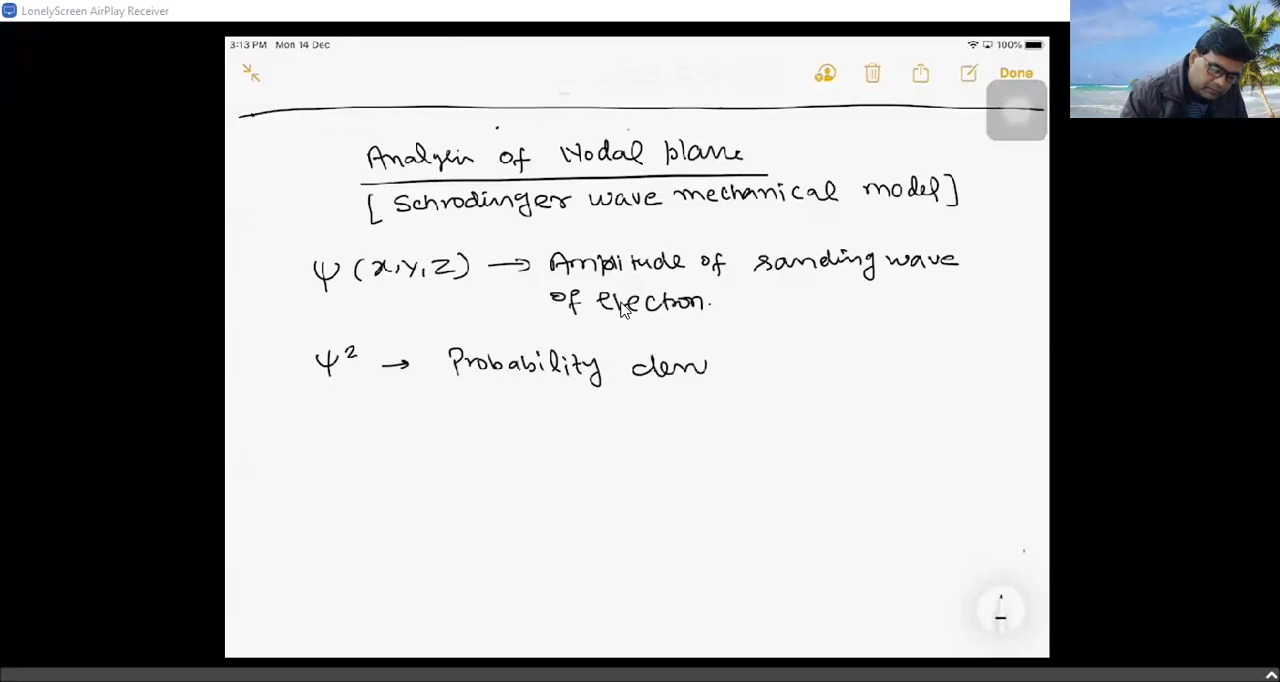 LonelyScreen AirPlay Receiver
3:13 PM Mon 14 Dec
100%
Done
Analysis of Nodal plane
[ Schrodinger wave mechanical model ]
Ψ (x, y, z) → Amplitude of sanding wave
of electron.
Ψ² → Probability den